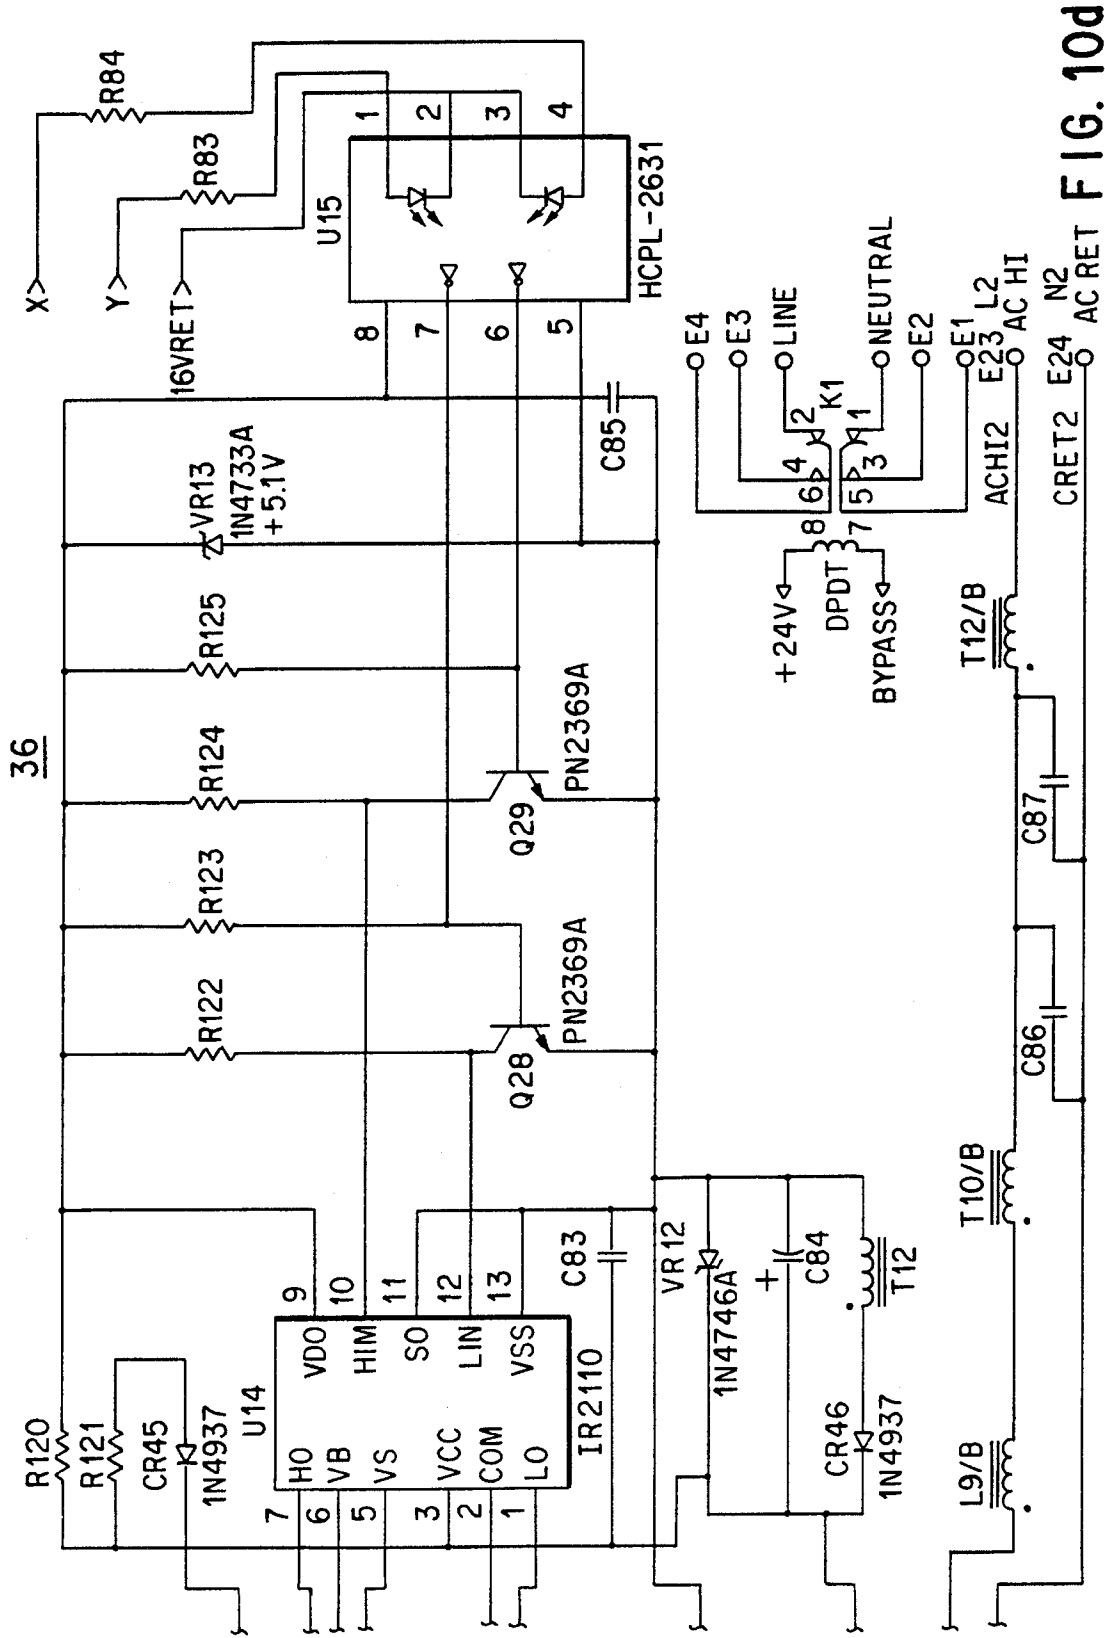 36
R120
R121
CR45
1N4937
R122
R123
R124
R125
VR13
1N4733A
+5.1V
X
R84
Y
R83
16VRET
U15
1
2
3
4
8
7
6
5
HCPL-2631
C85
U14
7
6
5
3
2
1
HO
VB
VS
VCC
COM
LO
VDO
HIM
SO
LIN
VSS
9
10
11
12
13
IR2110
C83
Q28
PN2369A
Q29
PN2369A
VR12
1N4746A
+
C84
T12
CR46
1N4937
+24V
DPDT
BYPASS
8
7
6
5
4
3
2
1
K1
E4
E3
LINE
NEUTRAL
E2
E1
L9/B
T10/B
C86
C87
T12/B
ACHI2
E23
L2
AC HI
CRET2
E24
N2
AC RET
FIG. 10d